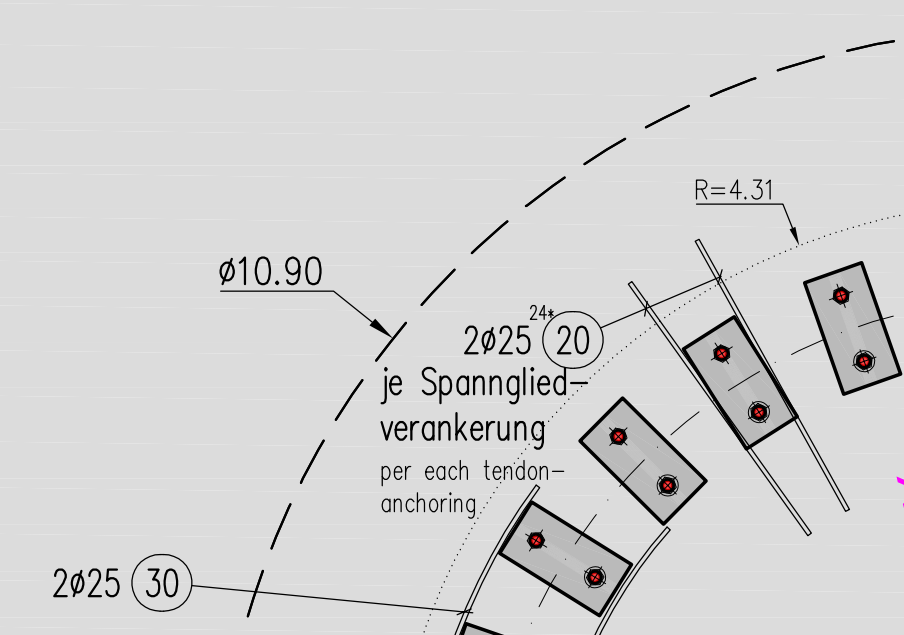 R=4.31
ø10.90
24*
2ø25 20
je Spannglied-
verankerung
per each tendon-
anchoring
2ø25 30